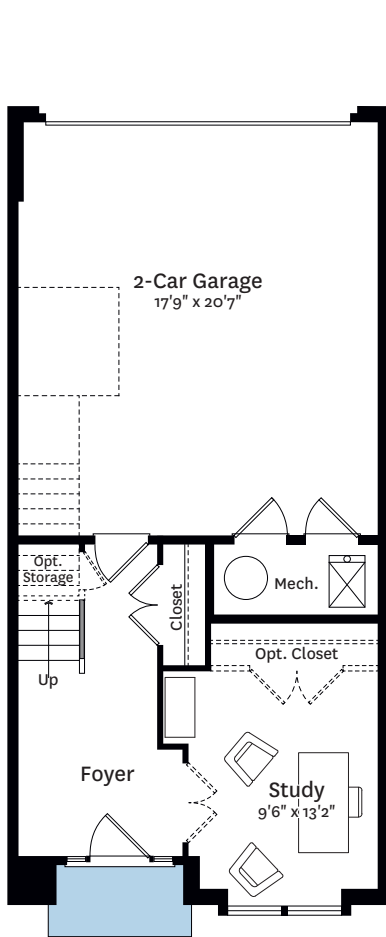 2-Car Garage
17'9" x 20'7"
Opt.
Storage
Closet
Mech.
Opt. Closet
Up
Foyer
Study
9'6" x 13'2"